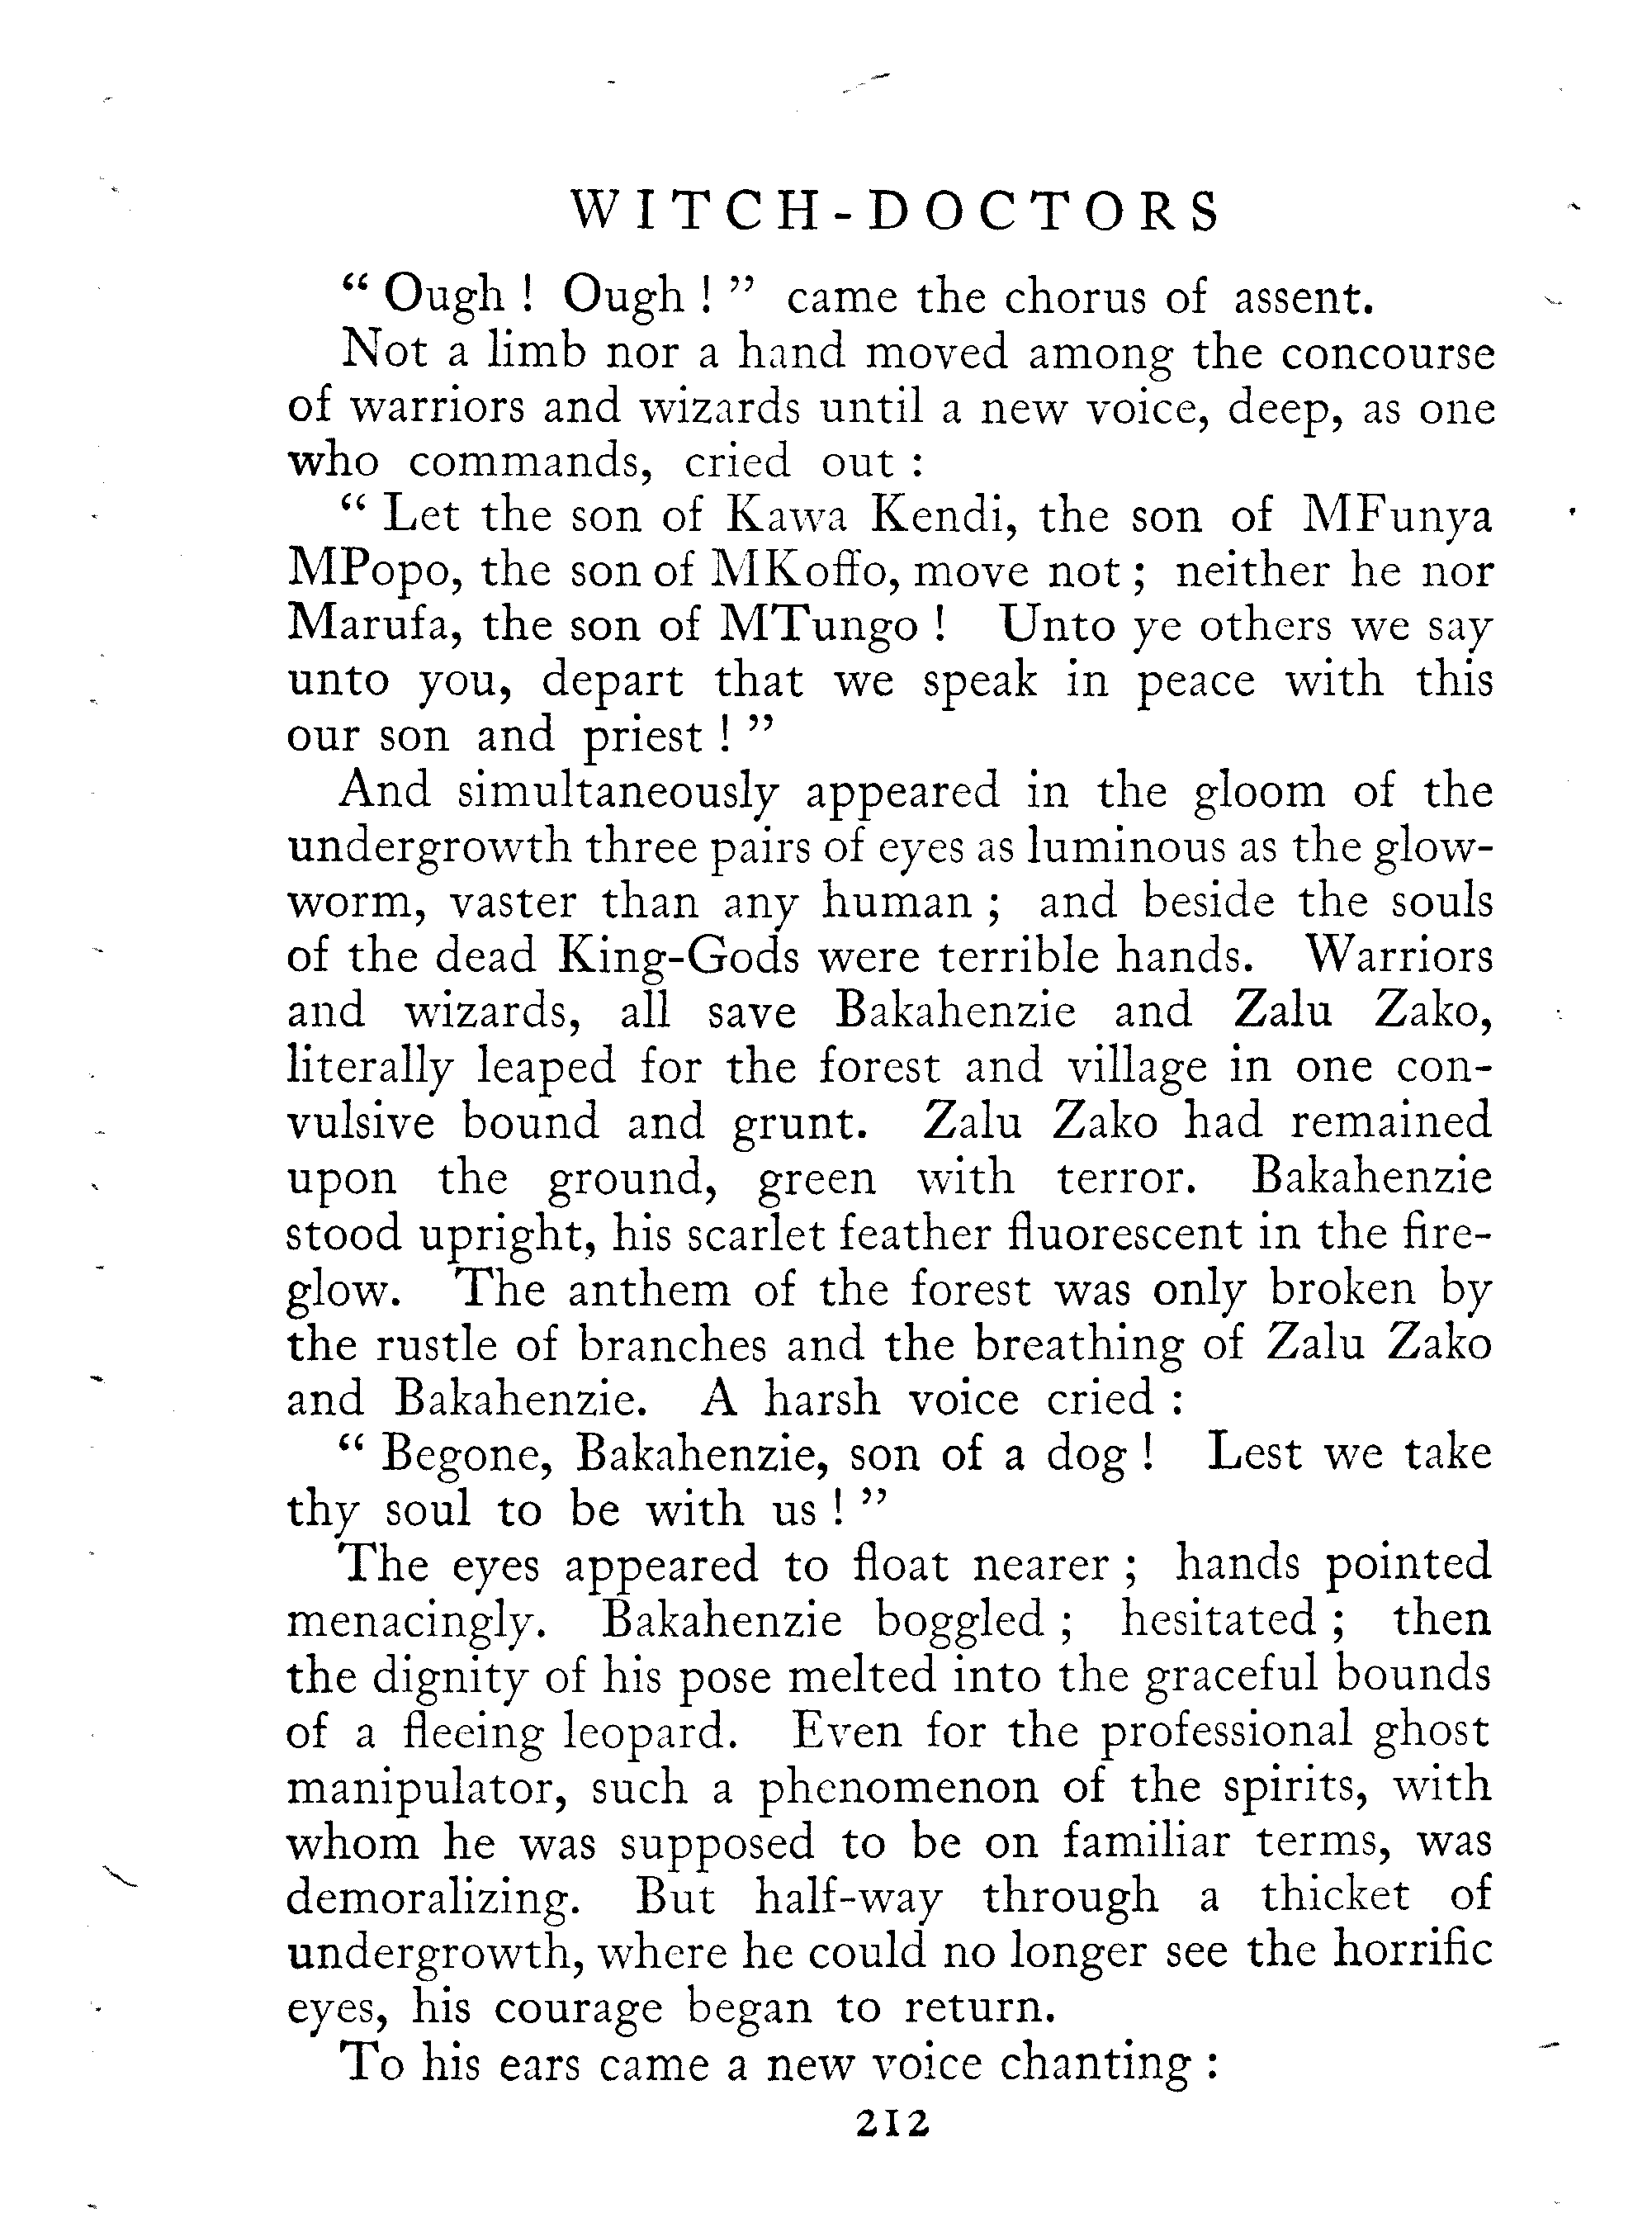 WITCH-DOCTORS
“ Ough ! Ough ! ” came the chorus of assent.
Not a limb nor a hand moved among the concourse
of warriors and wizards until a new voice, deep, as one
who commands, cried out :
“ Let the son of Kawa Kendi, the son of MFunya
MPopo, the son of MKoffo, move not ; neither he nor
Marufa, the son of MTungo ! Unto ye others we say
unto you, depart that we speak in peace with this
our son and priest ! ”
And simultaneously appeared in the gloom of the
undergrowth three pairs of eyes as luminous as the glow-
worm, vaster than any human ; and beside the souls
of the dead King-Gods were terrible hands. Warriors
and wizards, all save Bakahenzie and Zalu Zako,
literally leaped for the forest and village in one con-
vulsive bound and grunt. Zalu Zako had remained
upon the ground, green with terror. Bakahenzie
stood upright, his scarlet feather fluorescent in the fire-
glow. The anthem of the forest was only broken by
the rustle of branches and the breathing of Zalu Zako
and Bakahenzie. A harsh voice cried :
“ Begone, Bakahenzie, son of a dog ! Lest we take
thy soul to be with us ! ”
The eyes appeared to float nearer ; hands pointed
menacingly. Bakahenzie boggled ; hesitated ; then
the dignity of his pose melted into the graceful bounds
of a fleeing leopard. Even for the professional ghost
manipulator, such a phenomenon of the spirits, with
whom he was supposed to be on familiar terms, was
demoralizing. But half-way through a thicket of
undergrowth, where he could no longer see the horrific
eyes, his courage began to return.
To his ears came a new voice chanting :
212